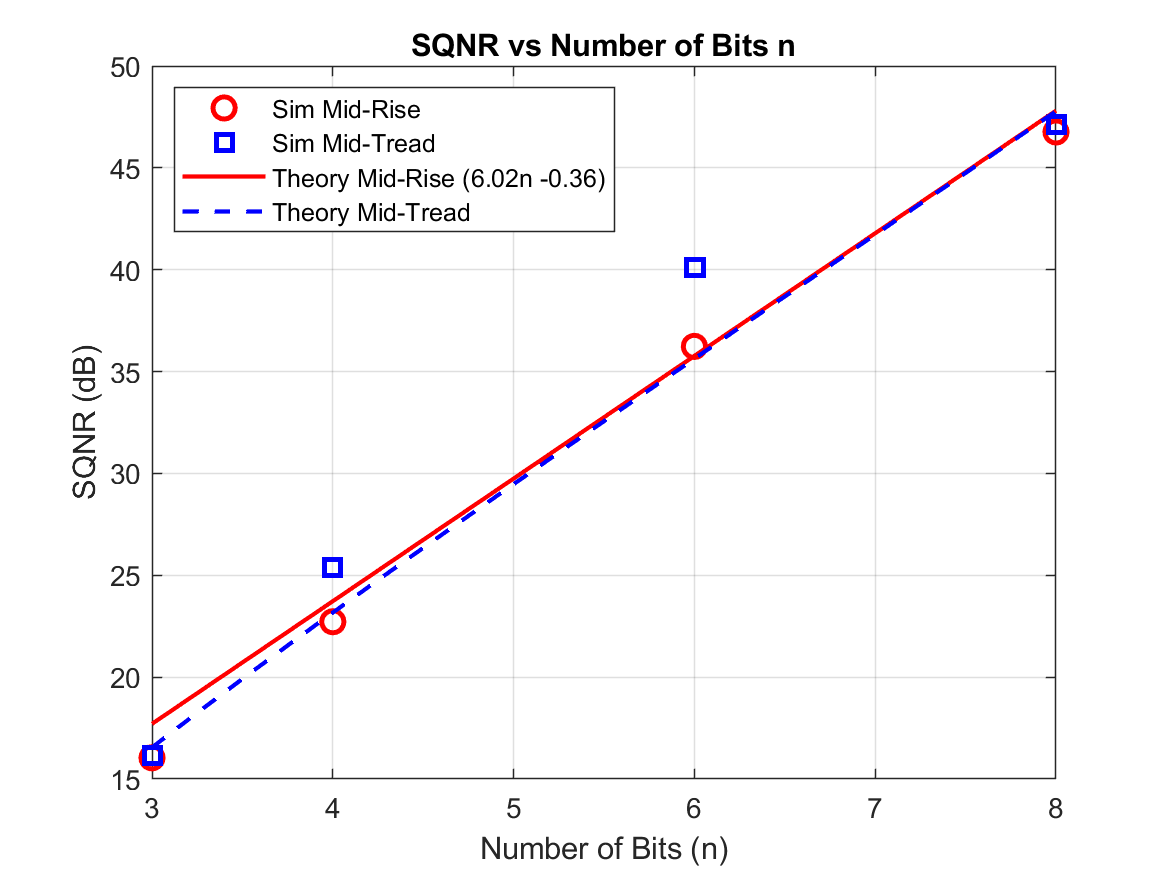 SQNR vs Number of Bits n
50
45
40
35
30
25
20
15
SQNR (dB)
Sim Mid-Rise
Sim Mid-Tread
Theory Mid-Rise (6.02n -0.36)
Theory Mid-Tread
3 4 5 6 7 8
Number of Bits (n)